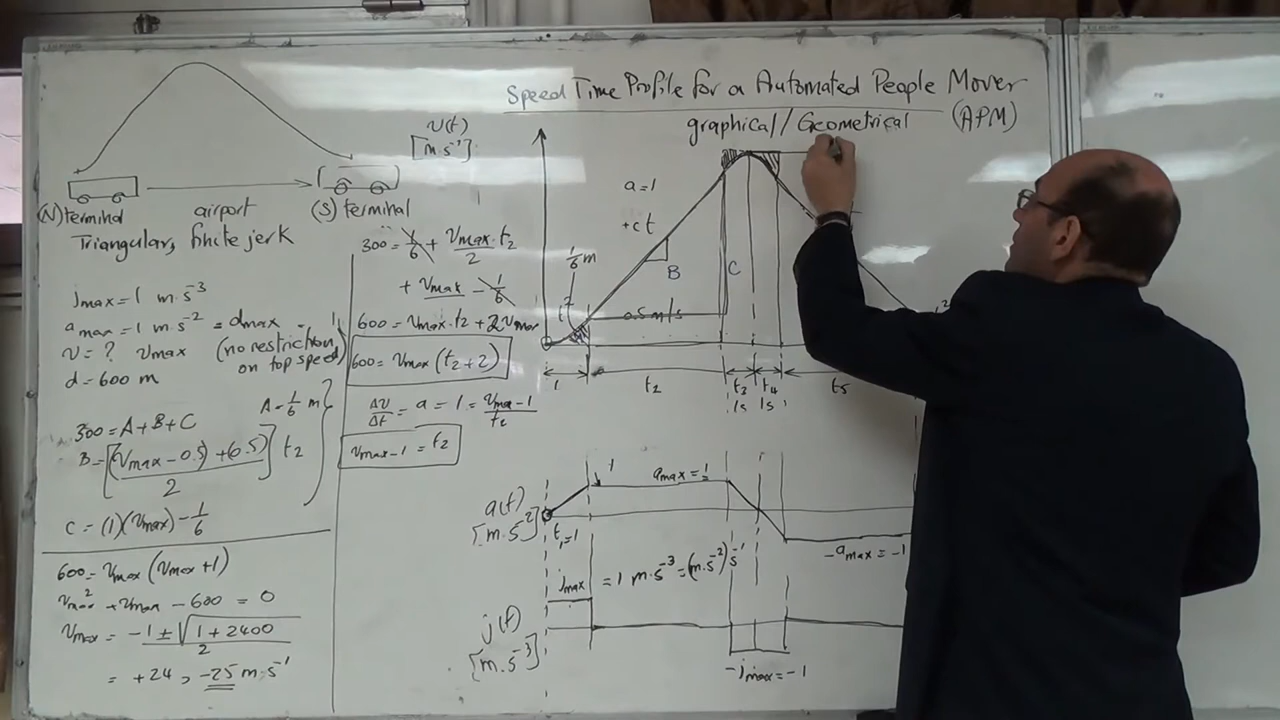 Speed Time Profile for a Automated People Mover
graphical/Geometrical (APM)
(N)terminal airport (S) terminal
Triangular, finite jerk
jmax = 1 m·s⁻³
amax = 1 m·s⁻² = dmax
v = ? vmax (no restriction
on top speed)
d = 600 m
A = 1/6 m
300 = A + B + C
B = [(vmax - 0.5) + (0.5)]/2 t2
C = (1)(vmax) - 1/6
600 = vmax (vmax + 1)
vmax² + vmax - 600 = 0
vmax = -1 ± √(1 + 2400) / 2
= +24, -25 m·s⁻¹
300 = 1/6 + vmax·t2/2
+ vmax - 1/6
600 = vmax·t2 + 2vmax
600 = vmax (t2 + 2)
Δv/Δt = a = 1 = vmax - 1 / t2
vmax - 1 = t2
v(t)
[m·s⁻¹]
a = 1
+ct
1/6 m
B
C
t²
0.5 m/s
1 t2 t3 t4 t5
1s 1s
a(t)
[m·s⁻²]
1
amax = 1
t1=1
-amax = -1
jmax = 1 m·s⁻³ = (m·s⁻²)s⁻¹
j(t)
[m·s⁻³]
-jmax = -1